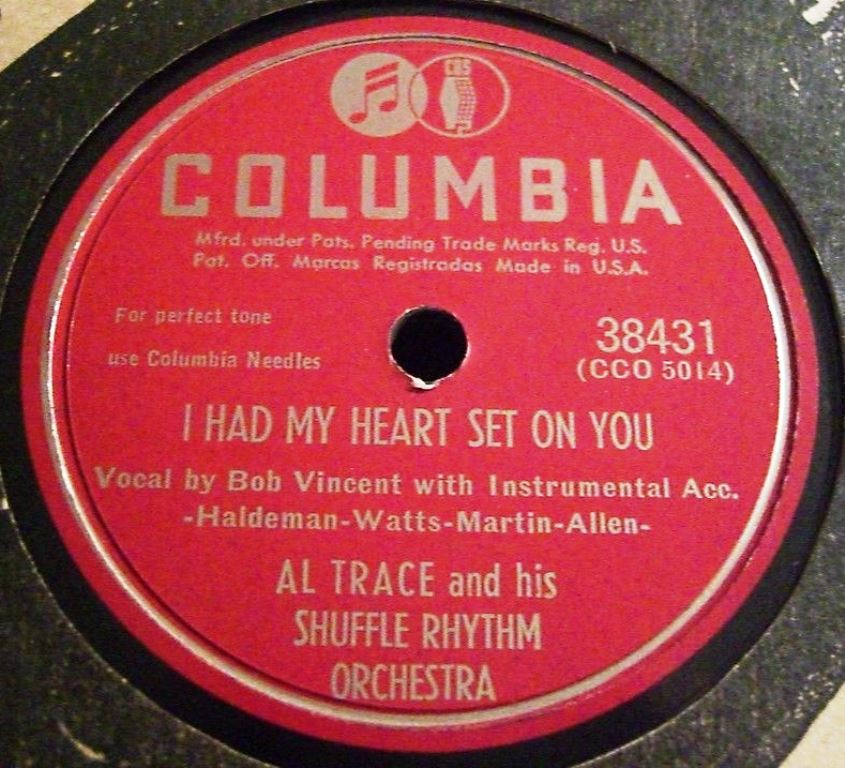 CBS
COLUMBIA
Mfrd. under Pats. Pending Trade Marks Reg. U.S.
Pat. Off. Marcas Registradas Made in U.S.A.
For perfect tone
use Columbia Needles
38431
(CCO 5014)
I HAD MY HEART SET ON YOU
Vocal by Bob Vincent with Instrumental Acc.
-Haldeman-Watts-Martin-Allen-
AL TRACE and his
SHUFFLE RHYTHM
ORCHESTRA